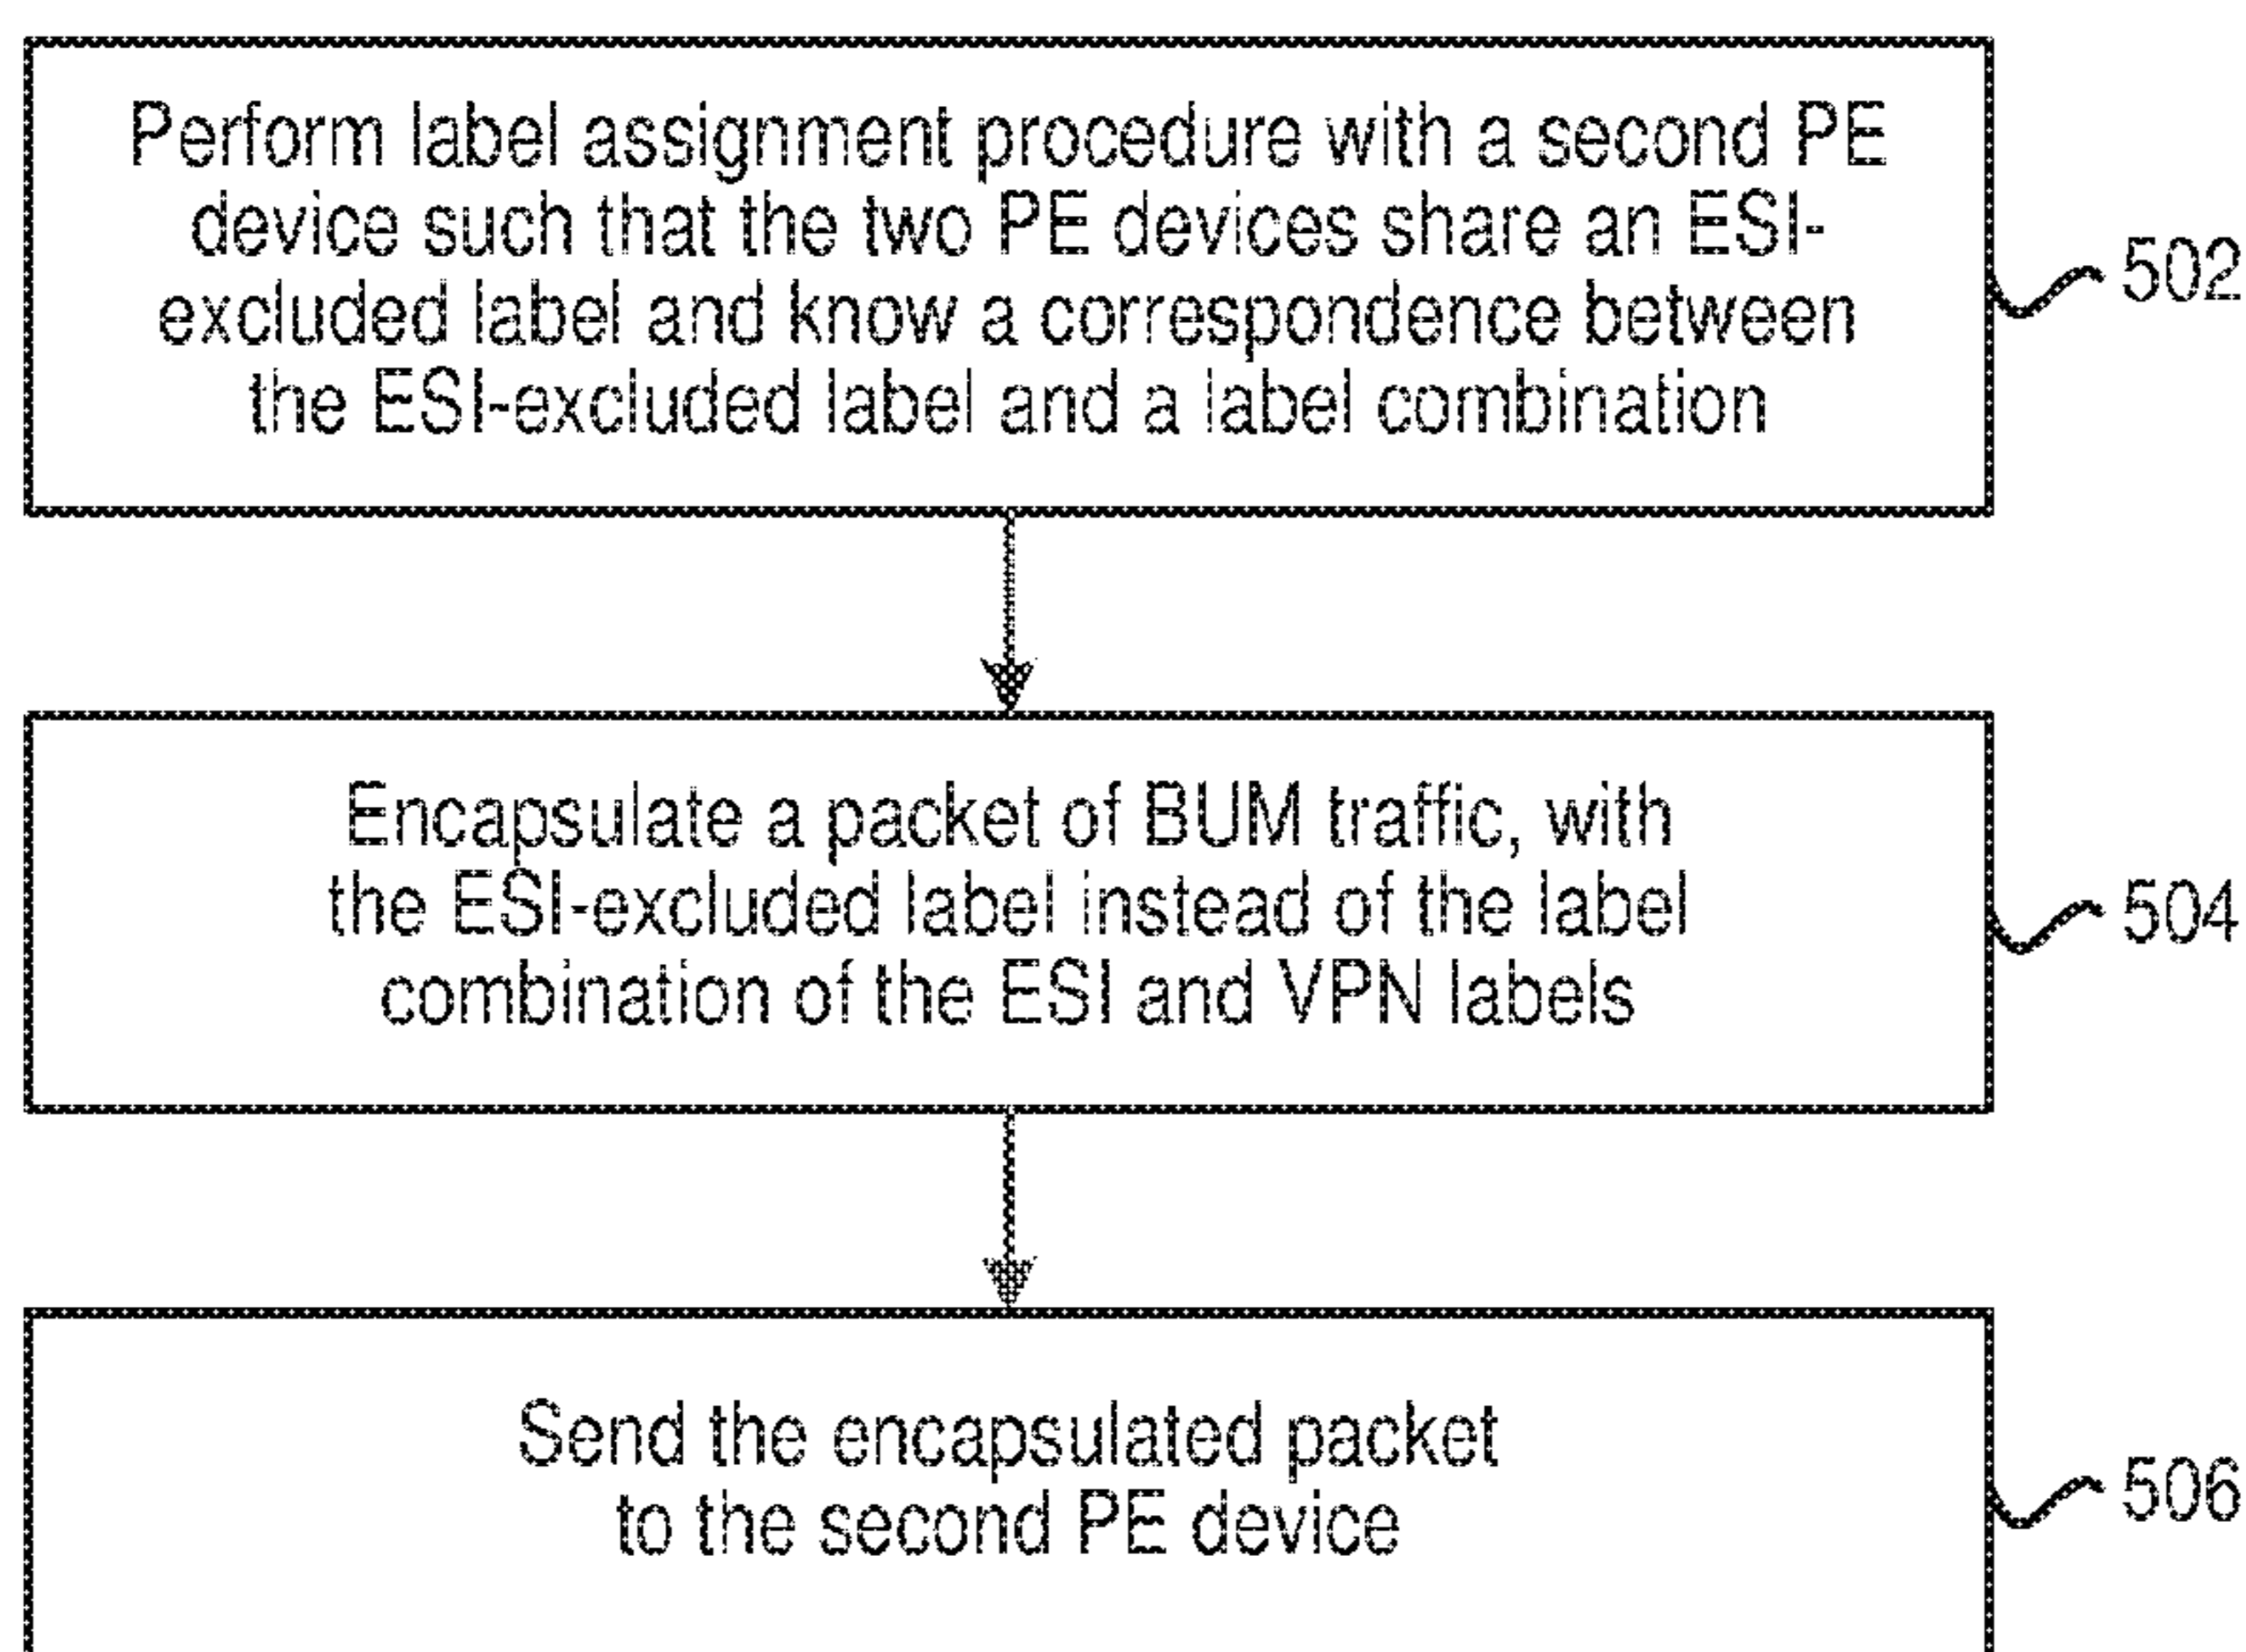 Perform label assignment procedure with a second PE
device such that the two PE devices share an ESI-
excluded label and know a correspondence between
the ESI-excluded label and a label combination
502
Encapsulate a packet of BUM traffic, with
the ESI-excluded label instead of the label
combination of the ESI and VPN labels
504
Send the encapsulated packet
to the second PE device
506